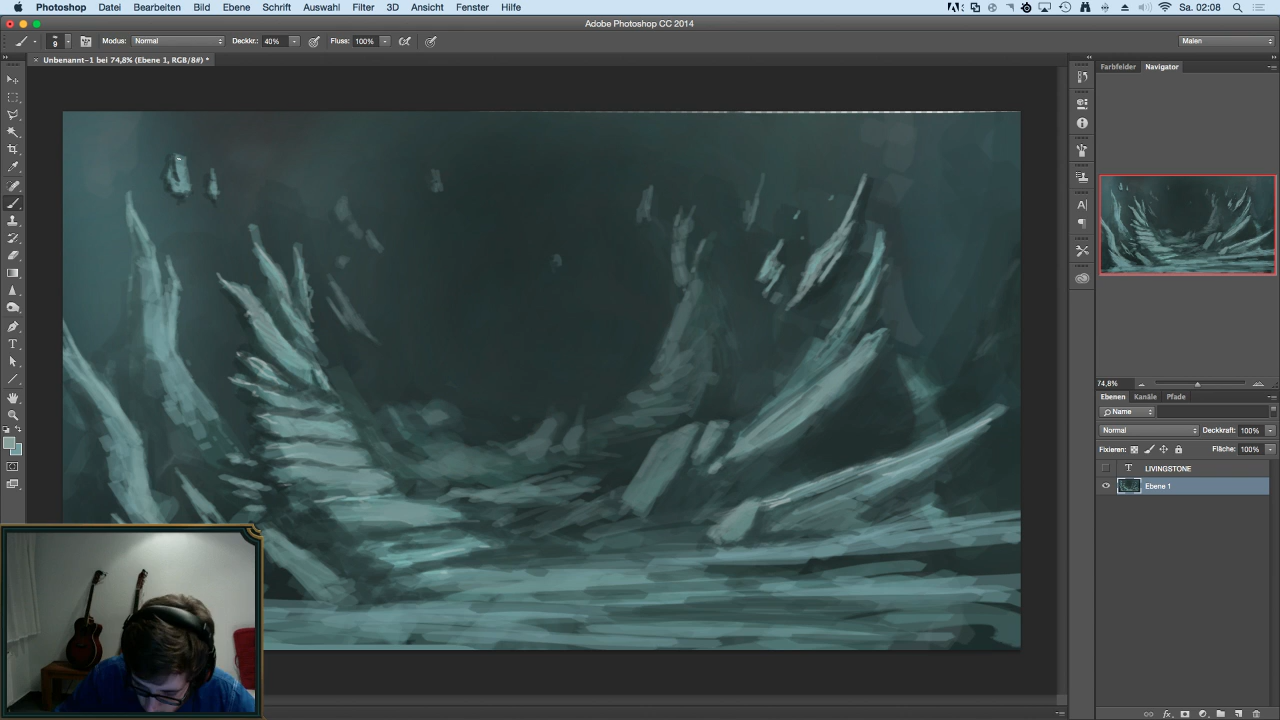 Photoshop Datei Bearbeiten Bild Ebene Schrift Auswahl Filter 3D Ansicht Fenster Hilfe Sa. 02:08
Adobe Photoshop CC 2014
9 Modus: Normal Deckkr.: 40% Fluss: 100% Malen
Unbenannt-1 bei 74,8% (Ebene 1, RGB/8#) *
Farbfelder Navigator
74,8%
Ebenen Kanäle Pfade
Name
Normal Deckkraft: 100%
Fixieren: Fläche: 100%
T LIVINGSTONE
Ebene 1